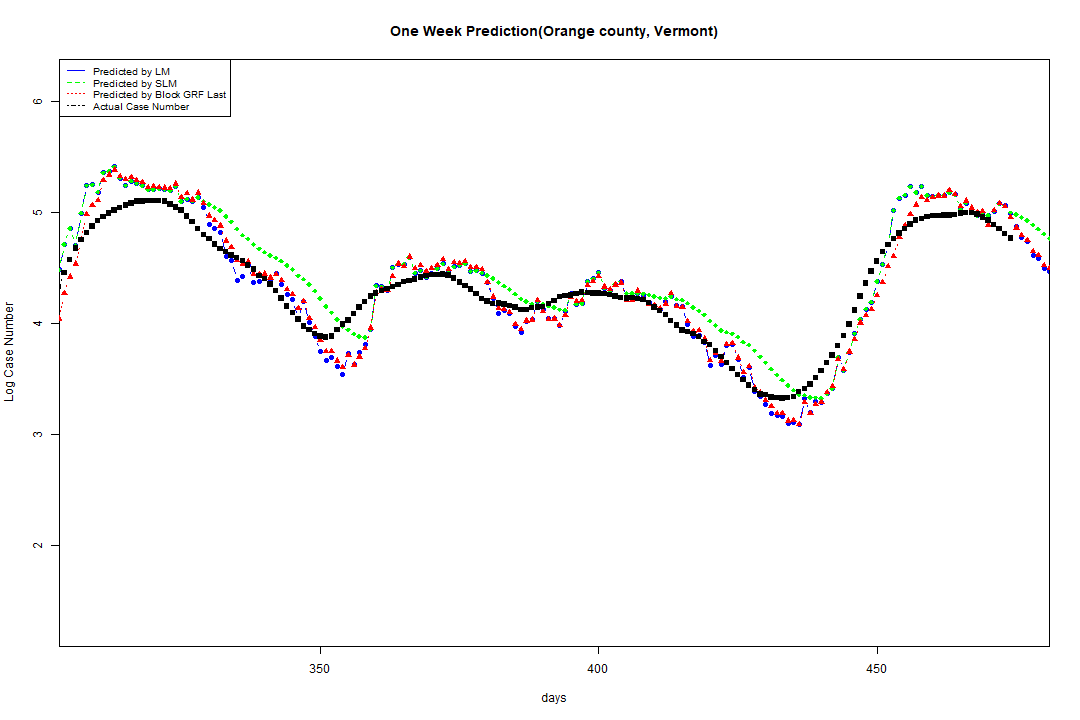 One Week Prediction(Orange county, Vermont)
Predicted by LM
Predicted by SLM
Predicted by Block GRF Last
Actual Case Number
6
5
4
3
2
Log Case Number
350 400 450
days